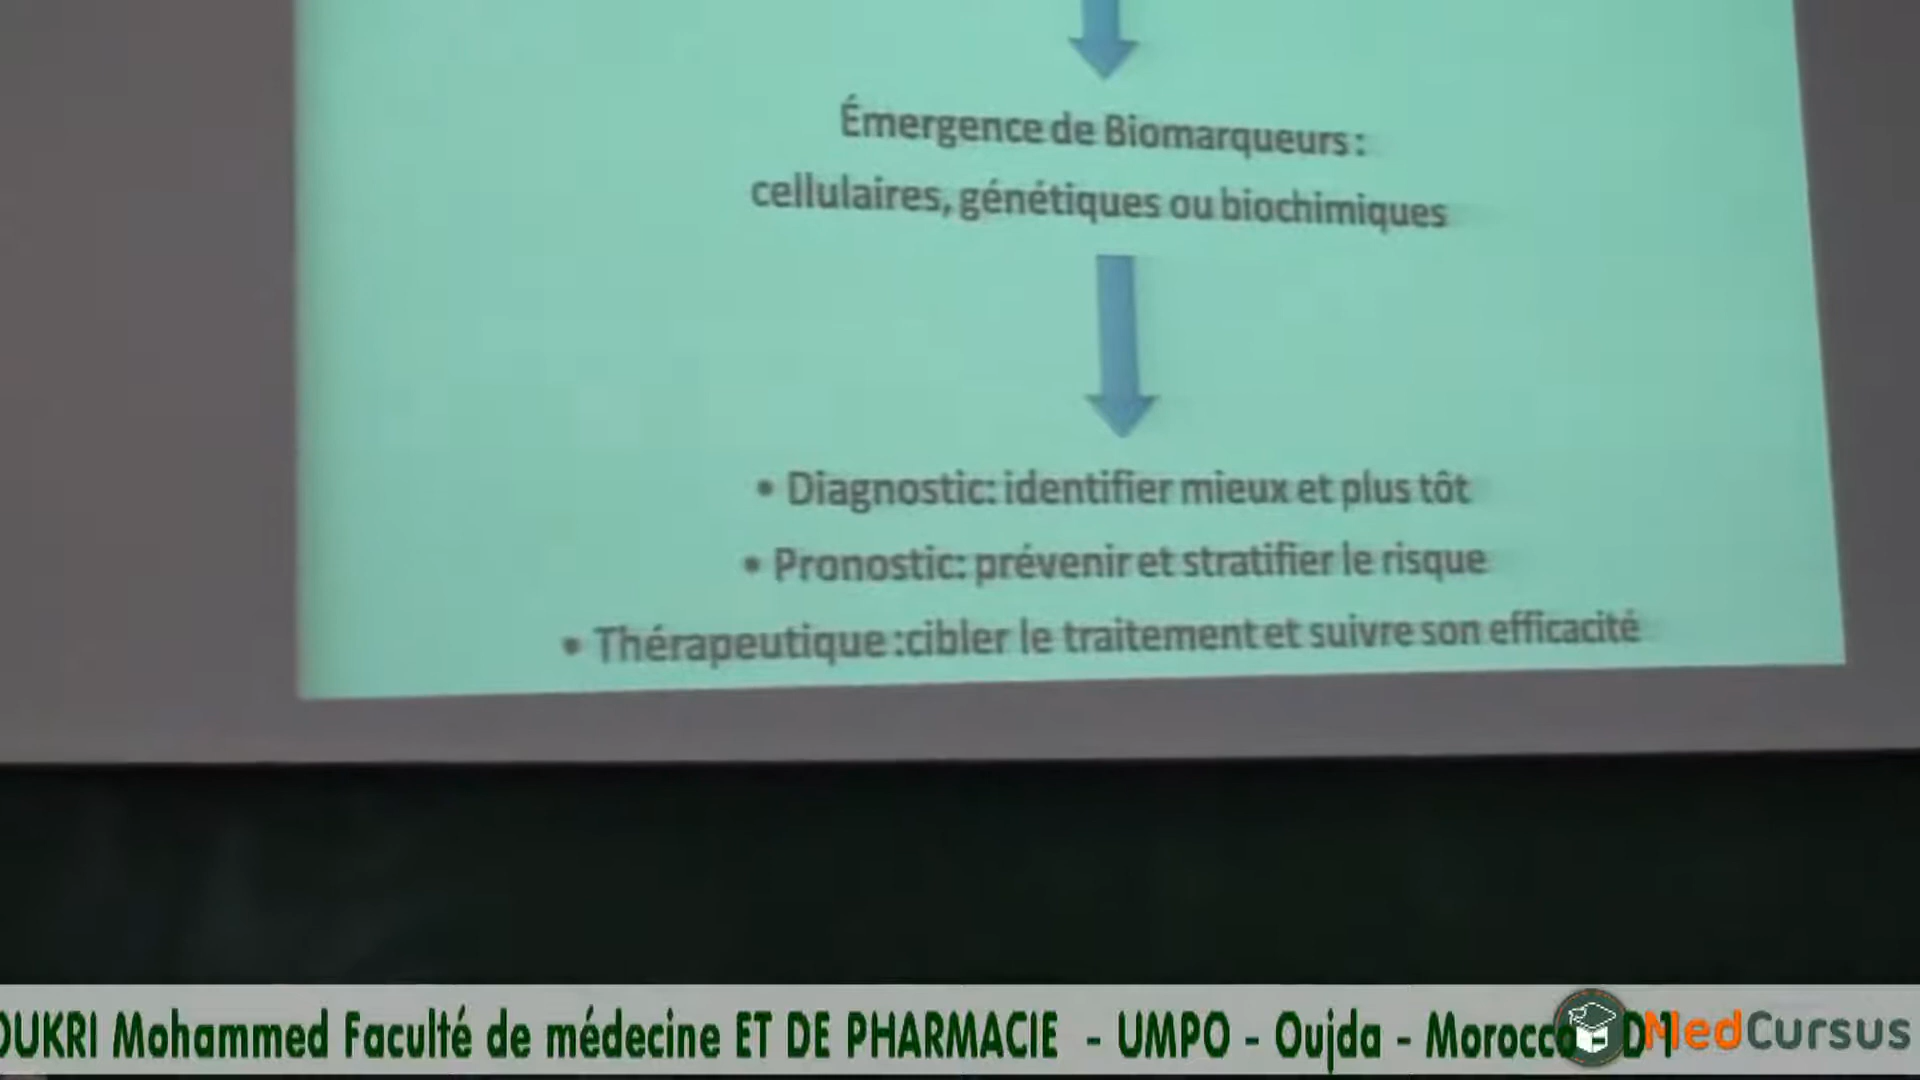 Émergence de Biomarqueurs :
cellulaires, génétiques ou biochimiques
• Diagnostic: identifier mieux et plus tôt
• Pronostic: prévenir et stratifier le risque
• Thérapeutique :cibler le traitement et suivre son efficacité
OUKRI Mohammed Faculté de médecine ET DE PHARMACIE - UMPO - Oujda - Morocco - D1
MedCursus